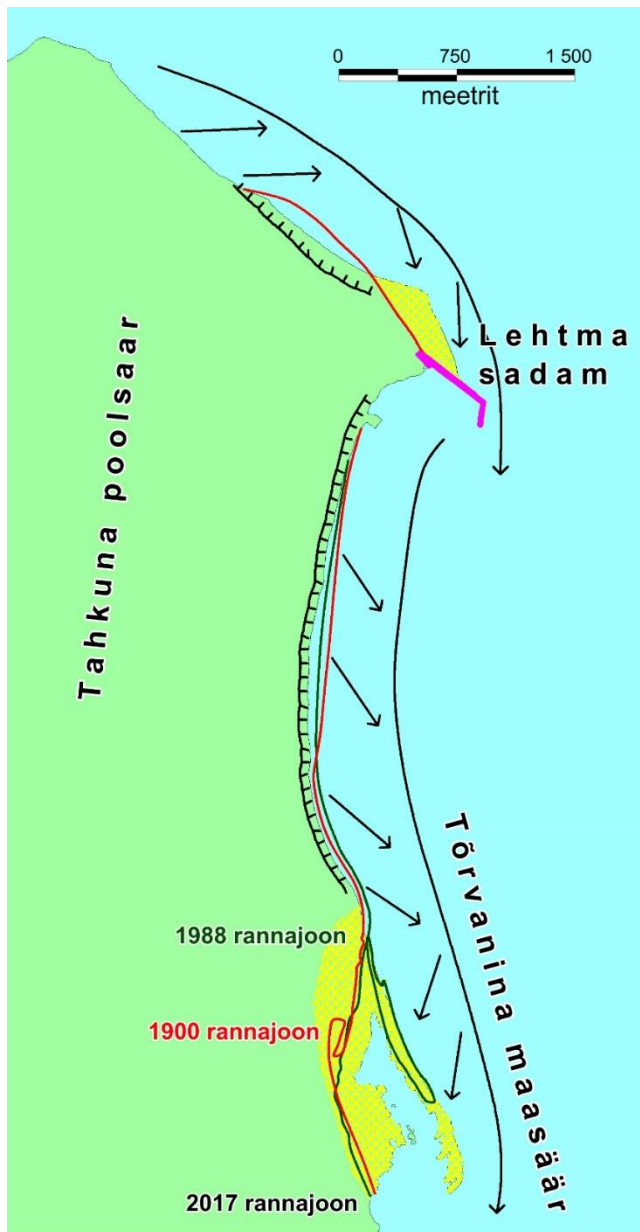 0 750 1 500
meetrit
Lehtma
sadam
Tahkuna poolsaar
Tõrvanina maasäär
1988 rannajoon
1900 rannajoon
2017 rannajoon